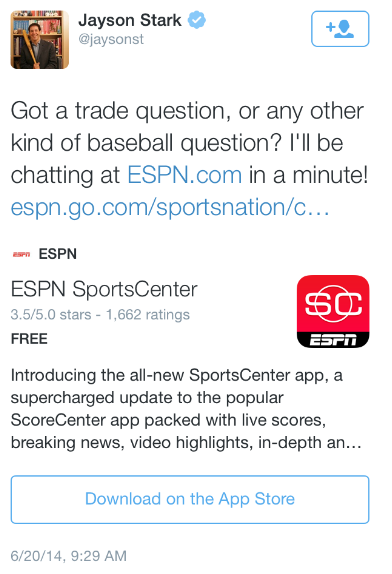 Jayson Stark
@jaysonst
Got a trade question, or any other
kind of baseball question? I'll be
chatting at ESPN.com in a minute!
espn.go.com/sportsnation/c...
ESPN ESPN
ESPN SportsCenter
3.5/5.0 stars - 1,662 ratings
FREE
SC
ESPN
Introducing the all-new SportsCenter app, a
supercharged update to the popular
ScoreCenter app packed with live scores,
breaking news, video highlights, in-depth an...
Download on the App Store
6/20/14, 9:29 AM